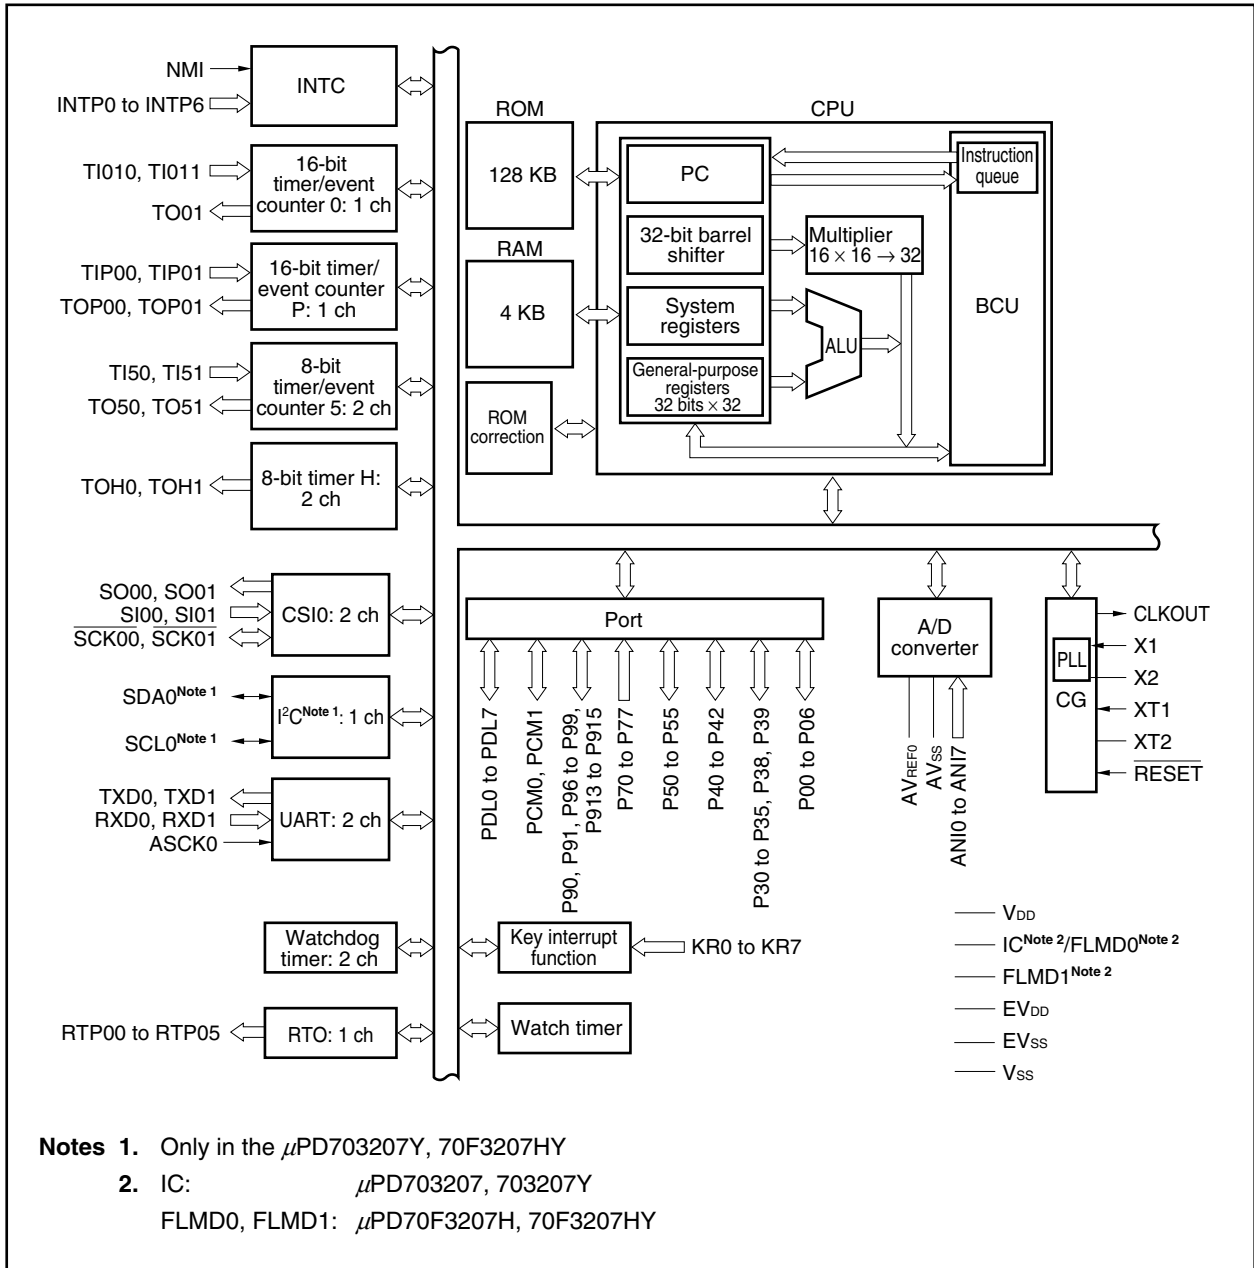 NMI
INTP0 to INTP6
INTC
TI010, TI011
TO01
16-bit
timer/event
counter 0: 1 ch
TIP00, TIP01
TOP00, TOP01
16-bit timer/
event counter
P: 1 ch
TI50, TI51
TO50, TO51
8-bit
timer/event
counter 5: 2 ch
TOH0, TOH1
8-bit timer H:
2 ch
SO00, SO01
SI00, SI01
SCK00, SCK01
CSI0: 2 ch
SDA0Note 1
SCL0Note 1
I2CNote 1: 1 ch
TXD0, TXD1
RXD0, RXD1
ASCK0
UART: 2 ch
Watchdog
timer: 2 ch
RTP00 to RTP05
RTO: 1 ch
ROM
128 KB
RAM
4 KB
ROM
correction
CPU
PC
32-bit barrel
shifter
System
registers
General-purpose
registers
32 bits × 32
Multiplier
16 × 16 → 32
ALU
Instruction
queue
BCU
Port
PDL0 to PDL7
PCM0, PCM1
P90, P91, P96 to P99,
P913 to P915
P70 to P77
P50 to P55
P40 to P42
P30 to P35, P38, P39
P00 to P06
A/D
converter
AVREF0
AVSS
ANI0 to ANI7
PLL
CG
CLKOUT
X1
X2
XT1
XT2
RESET
Key interrupt
function
KR0 to KR7
Watch timer
VDD
ICNote 2/FLMD0Note 2
FLMD1Note 2
EVDD
EVSS
VSS
Notes 1. Only in the μPD703207Y, 70F3207HY
2. IC: μPD703207, 703207Y
FLMD0, FLMD1: μPD70F3207H, 70F3207HY